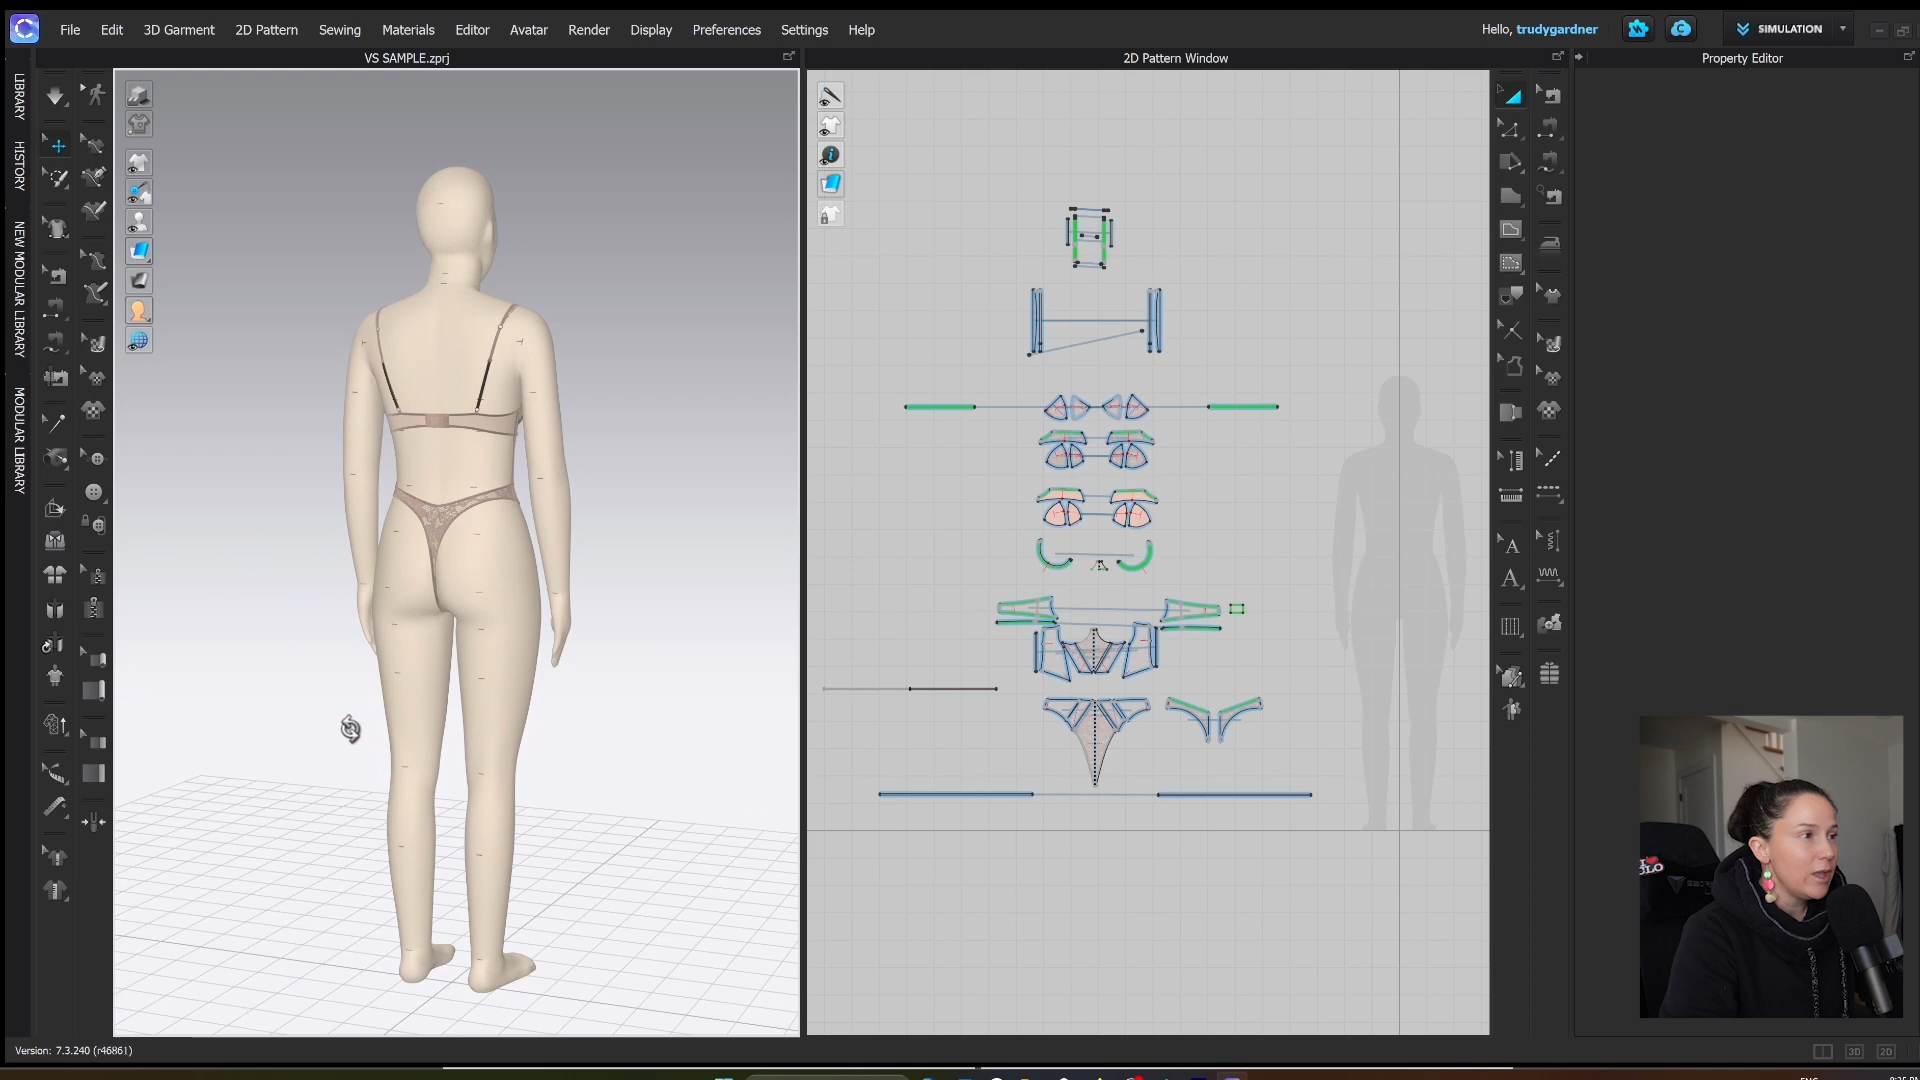 File Edit 3D Garment 2D Pattern Sewing Materials Editor Avatar Render Display Preferences Settings Help
Hello, trudygardner
SIMULATION
VS SAMPLE.zprj
2D Pattern Window
Property Editor
LIBRARY
HISTORY
NEW MODULAR LIBRARY
MODULAR LIBRARY
A
A
Version: 7.3.240 (r46861)
3D 2D